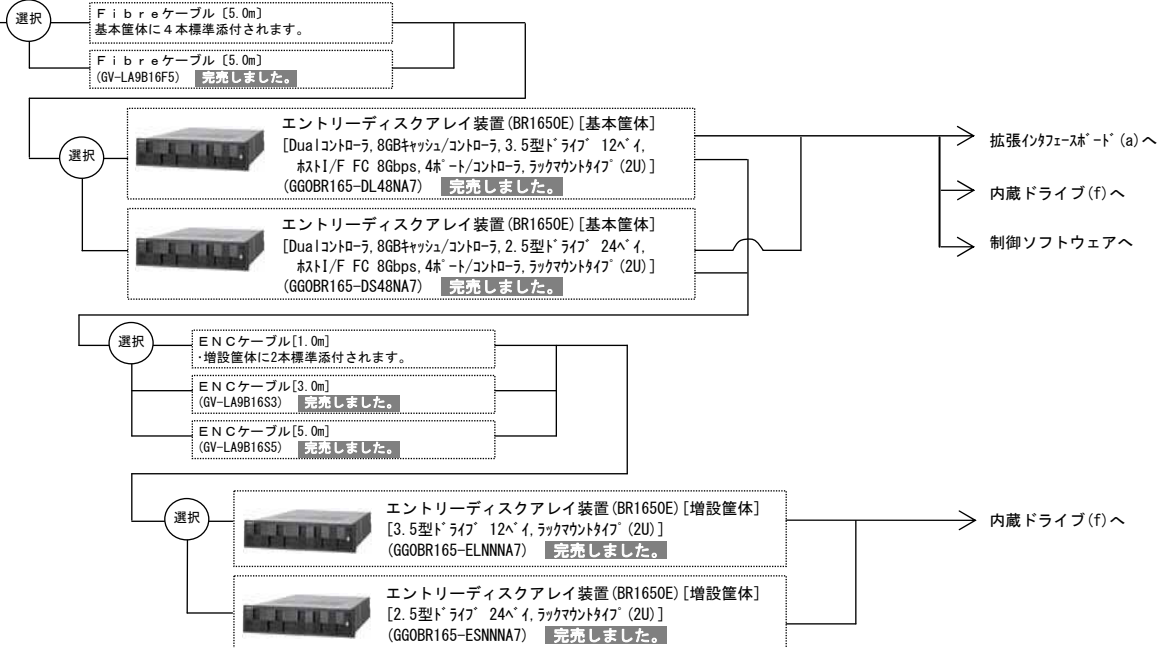 選択
Ｆｉｂｒｅケーブル〔5.0m〕
基本筐体に４本標準添付されます。
Ｆｉｂｒｅケーブル〔5.0m〕
(GV-LA9B16F5) 完売しました。
選択
エントリーディスクアレイ装置(BR1650E)[基本筐体]
[Dualｺﾝﾄﾛｰﾗ,8GBｷｬｯｼｭ/ｺﾝﾄﾛｰﾗ,3.5型ﾄﾞﾗｲﾌﾞ 12ﾍﾞｲ,
ﾎｽﾄI/F FC 8Gbps,4ﾎﾟｰﾄ/ｺﾝﾄﾛｰﾗ,ﾗｯｸﾏｳﾝﾄﾀｲﾌﾟ(2U)]
(GG0BR165-DL48NA7) 完売しました。
エントリーディスクアレイ装置(BR1650E)[基本筐体]
[Dualｺﾝﾄﾛｰﾗ,8GBｷｬｯｼｭ/ｺﾝﾄﾛｰﾗ,2.5型ﾄﾞﾗｲﾌﾞ 24ﾍﾞｲ,
ﾎｽﾄI/F FC 8Gbps,4ﾎﾟｰﾄ/ｺﾝﾄﾛｰﾗ,ﾗｯｸﾏｳﾝﾄﾀｲﾌﾟ(2U)]
(GG0BR165-DS48NA7) 完売しました。
拡張ｲﾝﾀﾌｪｰｽﾎﾞｰﾄﾞ(a)へ
内蔵ドライブ(f)へ
制御ソフトウェアへ
選択
ＥＮＣケーブル[1.0m]
･増設筐体に2本標準添付されます。
ＥＮＣケーブル[3.0m]
(GV-LA9B16S3) 完売しました。
ＥＮＣケーブル[5.0m]
(GV-LA9B16S5) 完売しました。
選択
エントリーディスクアレイ装置(BR1650E)[増設筐体]
[3.5型ﾄﾞﾗｲﾌﾞ 12ﾍﾞｲ,ﾗｯｸﾏｳﾝﾄﾀｲﾌﾟ(2U)]
(GG0BR165-ELNNNA7) 完売しました。
エントリーディスクアレイ装置(BR1650E)[増設筐体]
[2.5型ﾄﾞﾗｲﾌﾞ 24ﾍﾞｲ,ﾗｯｸﾏｳﾝﾄﾀｲﾌﾟ(2U)]
(GG0BR165-ESNNNA7) 完売しました。
内蔵ドライブ(f)へ